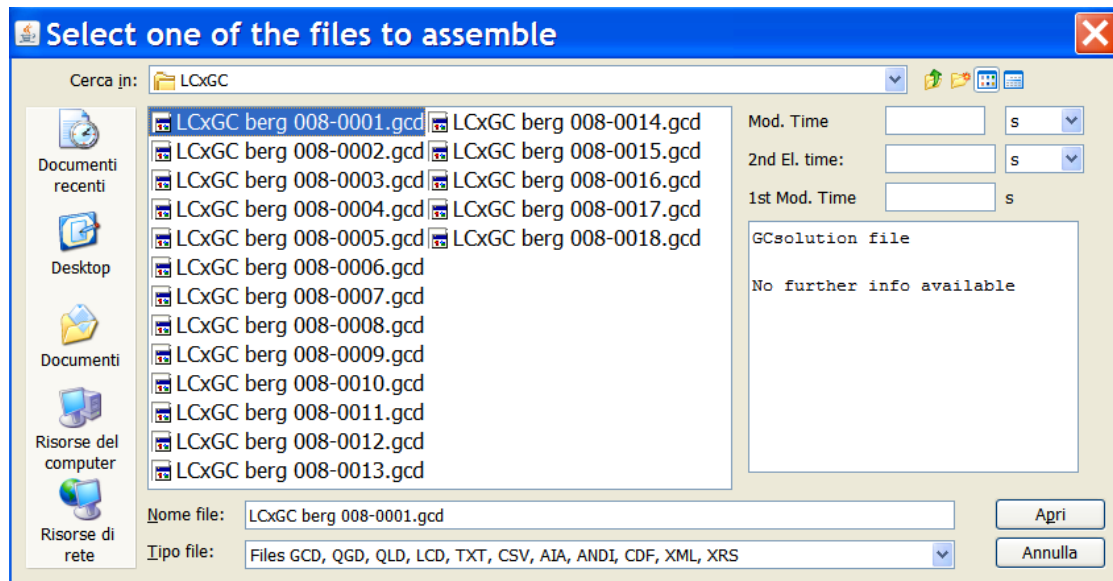 Select one of the files to assemble
Cerca in:
LCxGC
Documenti
recenti
Desktop
Documenti
Risorse del
computer
Risorse di
rete
LCxGC berg 008-0001.gcd
LCxGC berg 008-0002.gcd
LCxGC berg 008-0003.gcd
LCxGC berg 008-0004.gcd
LCxGC berg 008-0005.gcd
LCxGC berg 008-0006.gcd
LCxGC berg 008-0007.gcd
LCxGC berg 008-0008.gcd
LCxGC berg 008-0009.gcd
LCxGC berg 008-0010.gcd
LCxGC berg 008-0011.gcd
LCxGC berg 008-0012.gcd
LCxGC berg 008-0013.gcd
LCxGC berg 008-0014.gcd
LCxGC berg 008-0015.gcd
LCxGC berg 008-0016.gcd
LCxGC berg 008-0017.gcd
LCxGC berg 008-0018.gcd
Mod. Time s
2nd El. time: s
1st Mod. Time s
GCsolution file
No further info available
Nome file: LCxGC berg 008-0001.gcd
Apri
Tipo file: Files GCD, QGD, QLD, LCD, TXT, CSV, AIA, ANDI, CDF, XML, XRS
Annulla